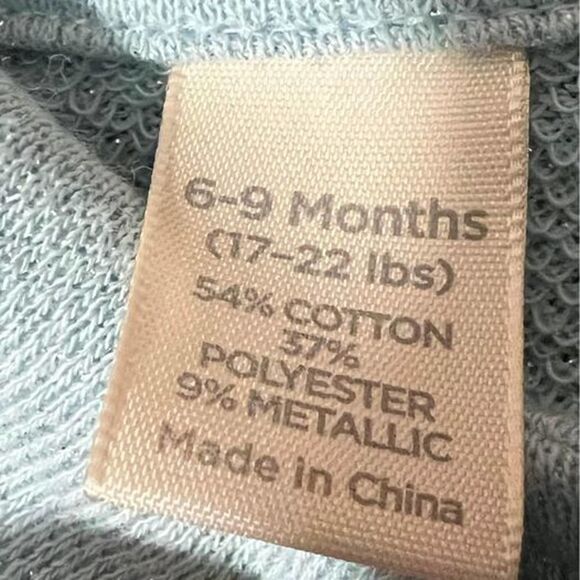 6-9 Months
(17-22 lbs)
54% COTTON
37%
POLYESTER
9% METALLIC
Made in China